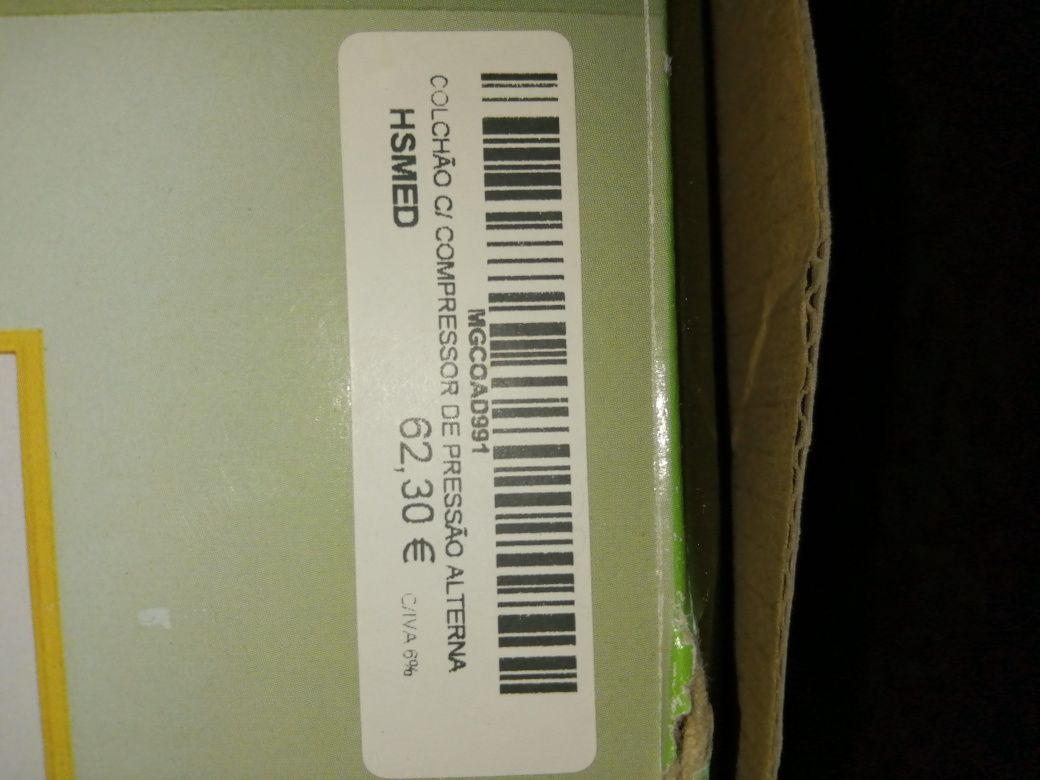 MGCOAD991
COLCHÃO C/ COMPRESSOR DE PRESSÃO ALTERNA
HSMED
62,30 € C/IVA 6%